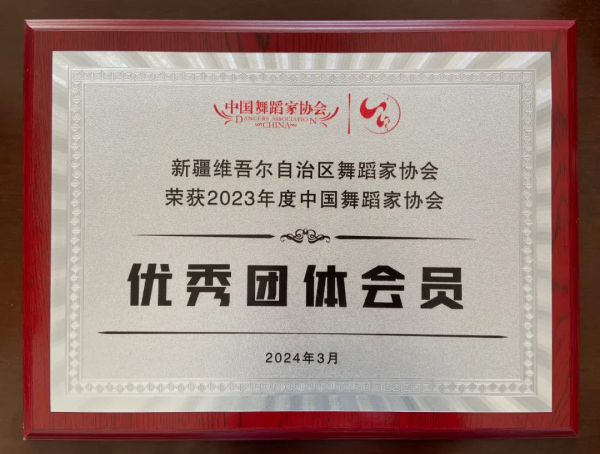 中国舞蹈家协会
DANCERS ASSOCIATION
CHINA
新疆维吾尔自治区舞蹈家协会
荣获2023年度中国舞蹈家协会
优秀团体会员
2024年3月